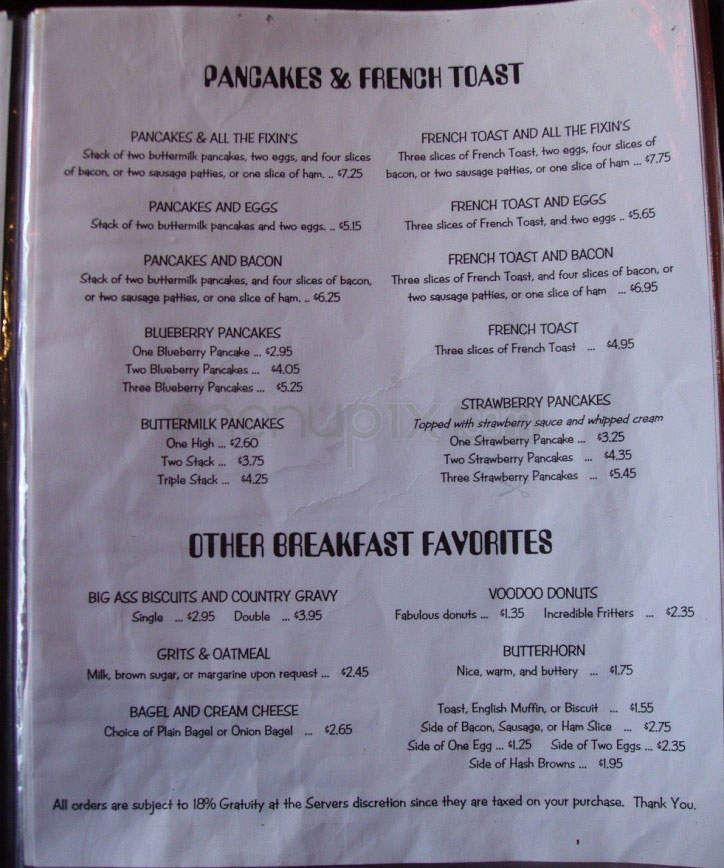 PANCAKES & FRENCH TOAST
PANCAKES & ALL THE FIXIN'S
Stack of two buttermilk pancakes, two eggs, and four slices
of bacon, or two sausage patties, or one slice of ham. .. $7.25
PANCAKES AND EGGS
Stack of two buttermilk pancakes and two eggs. .. $5.15
PANCAKES AND BACON
Stack of two buttermilk pancakes, and four slices of bacon,
or two sausage patties, or one slice of ham. .. $6.25
BLUEBERRY PANCAKES
One Blueberry Pancake ... $2.95
Two Blueberry Pancakes ... $4.05
Three Blueberry Pancakes ... $5.25
BUTTERMILK PANCAKES
One High ... $2.60
Two Stack ... $3.75
Triple Stack ... $4.25
FRENCH TOAST AND ALL THE FIXIN'S
Three slices of French Toast, two eggs, four slices of
bacon, or two sausage patties, or one slice of ham ... $7.75
FRENCH TOAST AND EGGS
Three slices of French Toast, and two eggs .. $5.65
FRENCH TOAST AND BACON
Three slices of French Toast, and four slices of bacon, or
two sausage patties, or one slice of ham ... $6.95
FRENCH TOAST
Three slices of French Toast ... $4.95
STRAWBERRY PANCAKES
Topped with strawberry sauce and whipped cream
One Strawberry Pancake ... $3.25
Two Strawberry Pancakes ... $4.35
Three Strawberry Pancakes ... $5.45
OTHER BREAKFAST FAVORITES
BIG ASS BISCUITS AND COUNTRY GRAVY
Single ... $2.95 Double ... $3.95
GRITS & OATMEAL
Milk, brown sugar, or margarine upon request ... $2.45
BAGEL AND CREAM CHEESE
Choice of Plain Bagel or Onion Bagel ... $2.65
VOODOO DONUTS
Fabulous donuts ... $1.35 Incredible Fritters ... $2.35
BUTTERHORN
Nice, warm, and buttery ... $1.75
Toast, English Muffin, or Biscuit ... $1.55
Side of Bacon, Sausage, or Ham Slice ... $2.75
Side of One Egg ... $1.25 Side of Two Eggs ... $2.35
Side of Hash Browns ... $1.95
All orders are subject to 18% Gratuity at the Servers discretion since they are taxed on your purchase. Thank You.